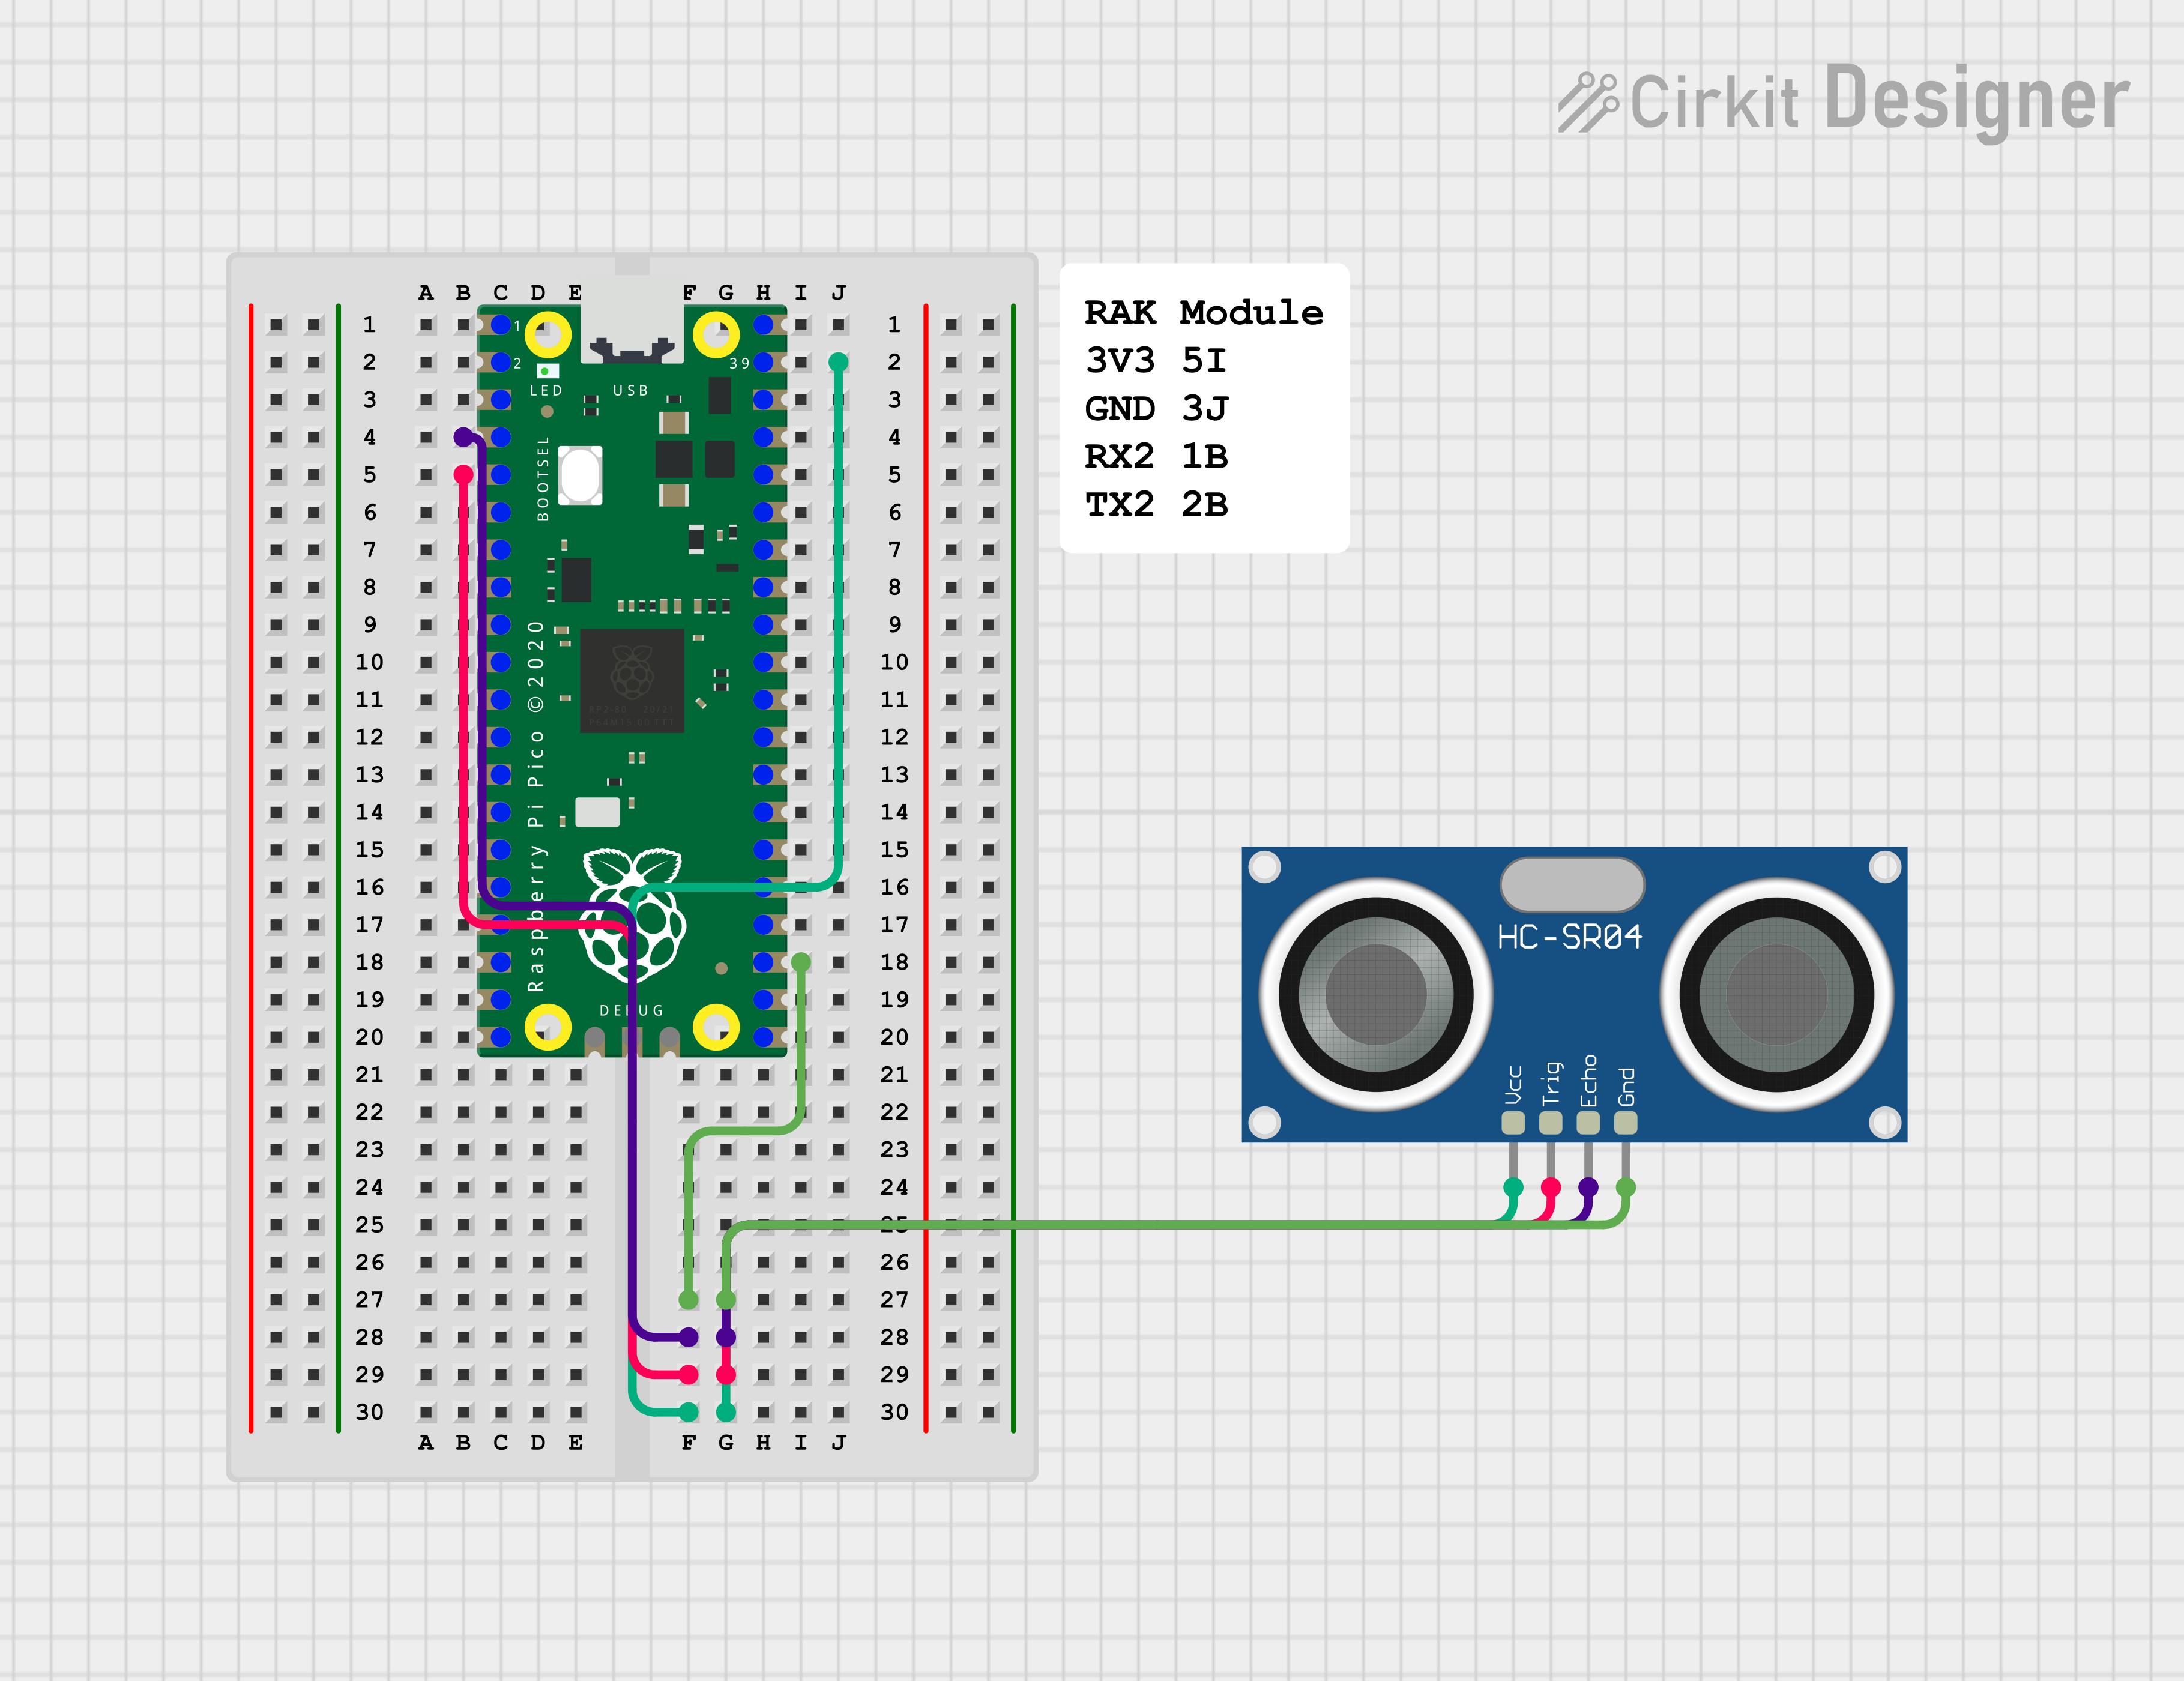 Cirkit Designer
A B C D E F G H I J
RAK Module
3V3 5I
GND 3J
RX2 1B
TX2 2B
1 1
2 2
3 3
4 4
5 5
6 6
7 7
8 8
9 9
10 10
11 11
12 12
13 13
14 14
15 15
16 16
17 17
18 18
19 19
20 20
21 21
22 22
23 23
24 24
25 25
26 26
27 27
28 28
29 29
30 30
A B C D E F G H I J
1
2
39
LED
USB
BOOTSEL
Raspberry Pi Pico ©2020
DEBUG
HC-SR04
Vcc
Trig
Echo
Gnd